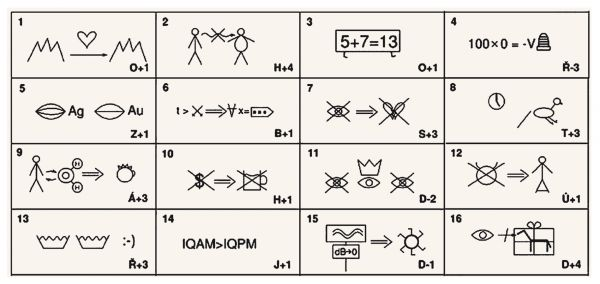 1
O+1
2
H+4
3
5+7=13
O+1
4
100×0 = -V
Ř-3
5
Ag Au
Z+1
6
t > ⇒ ∀ x=
B+1
7
S+3
8
T+3
9
H
H
Á+3
10
$
H+1
11
D-2
12
Ů+1
13
:-)
Ř+3
14
IQAM>IQPM
J+1
15
dB→0
D-1
16
D+4